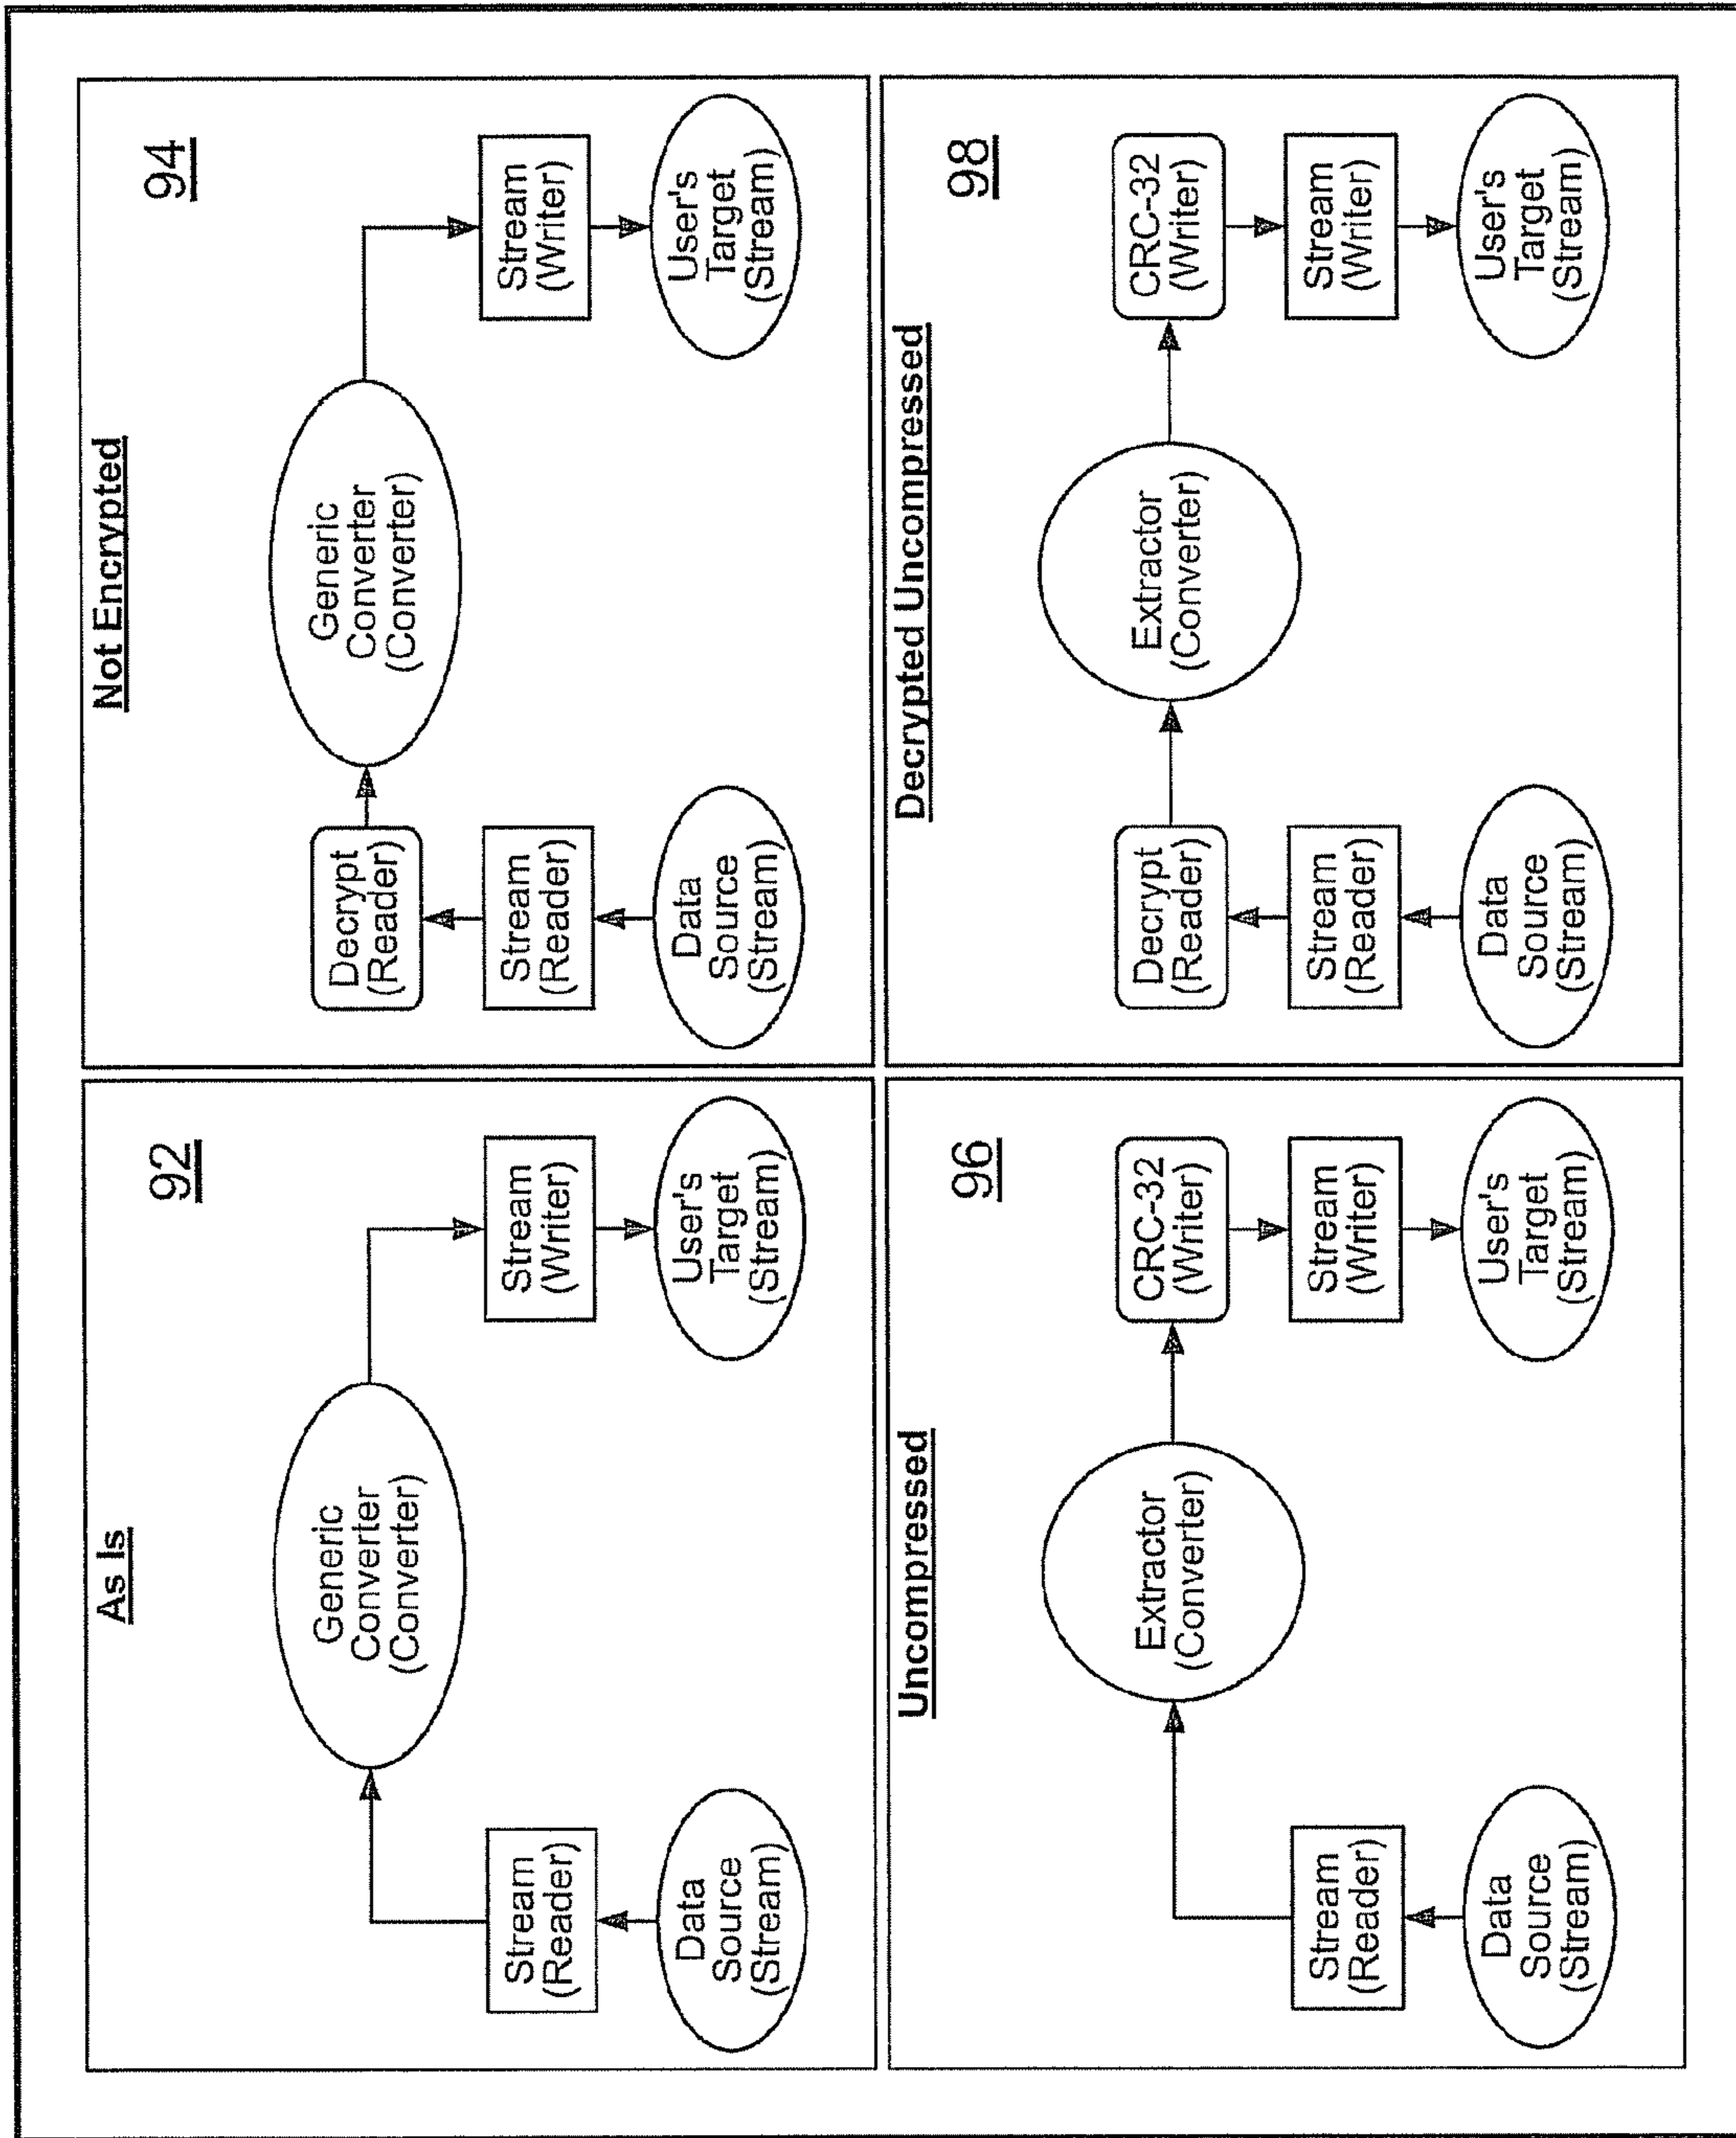 As Is
92
Generic
Converter
(Converter)
Stream
(Reader)
Stream
(Writer)
Data
Source
(Stream)
User's
Target
(Stream)
Not Encrypted
94
Decrypt
(Reader)
Generic
Converter
(Converter)
Stream
(Reader)
Stream
(Writer)
Data
Source
(Stream)
User's
Target
(Stream)
Uncompressed
96
Extractor
(Converter)
CRC-32
(Writer)
Stream
(Reader)
Stream
(Writer)
Data
Source
(Stream)
User's
Target
(Stream)
Decrypted Uncompressed
98
Decrypt
(Reader)
Extractor
(Converter)
CRC-32
(Writer)
Stream
(Reader)
Stream
(Writer)
Data
Source
(Stream)
User's
Target
(Stream)